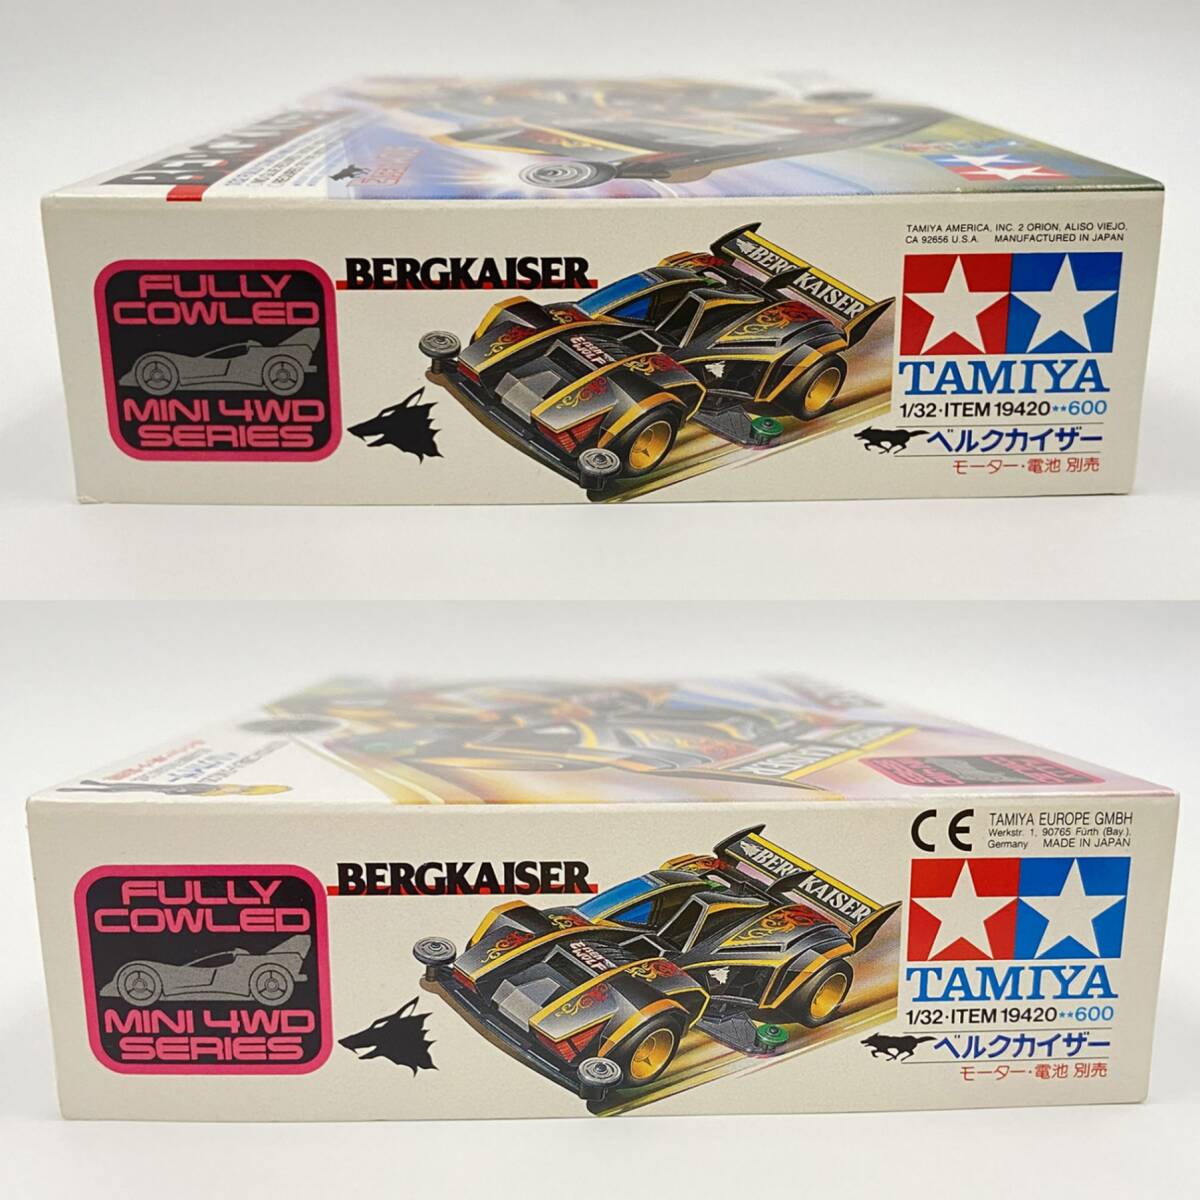 TAMIYA AMERICA, INC. 2 ORION, ALISO VIEJO,
CA 92656 U.S.A. MANUFACTURED IN JAPAN
FULLY
COWLED
MINI 4WD
SERIES
BERGKAISER
BERG KAISER
WOLF
TAMIYA
1/32・ITEM 19420★★600
ベルクカイザー
モーター・電池 別売
CE
TAMIYA EUROPE GMBH
Werkstr. 1, 90765 Fürth (Bay.),
Germany MADE IN JAPAN
FULLY
COWLED
MINI 4WD
SERIES
BERGKAISER
BERG KAISER
WOLF
TAMIYA
1/32・ITEM 19420★★600
ベルクカイザー
モーター・電池 別売